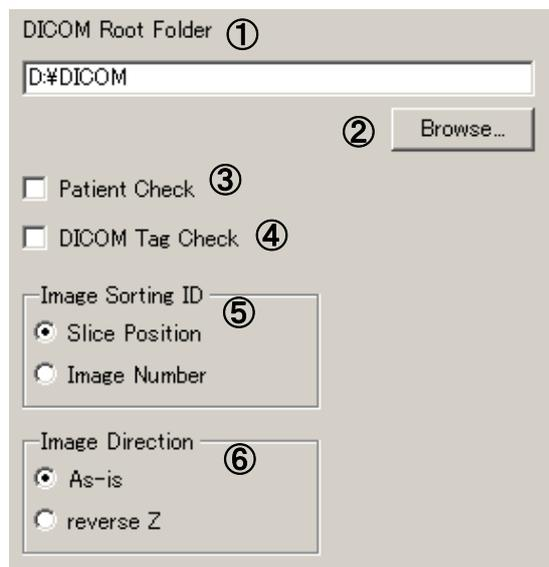 DICOM Root Folder ①
D:¥DICOM
② Browse...
Patient Check ③
DICOM Tag Check ④
Image Sorting ID ⑤
Slice Position
Image Number
Image Direction ⑥
As-is
reverse Z